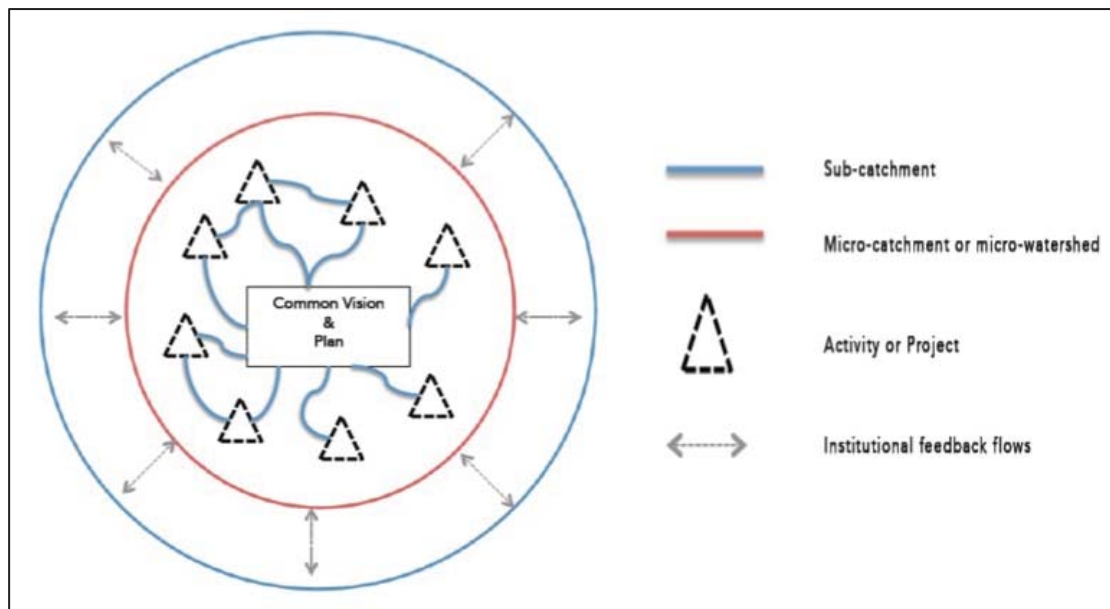 Common Vision
&
Plan
Sub-catchment
Micro-catchment or micro-watershed
Activity or Project
Institutional feedback flows